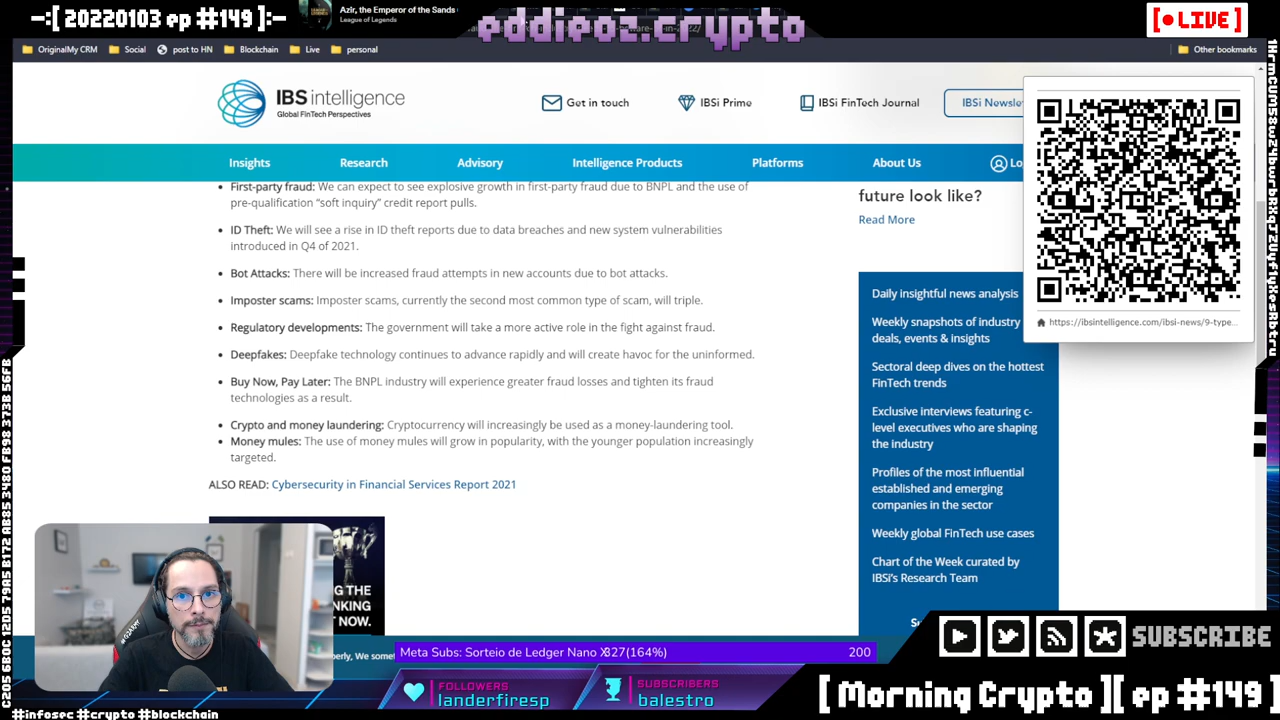 -:[ 20220103 ep #149 ]:-
Azir, the Emperor of the Sands
League of Legends
eddieoz.crypto
[ • LIVE ]
OriginalMy CRM
Social
post to HN
Blockchain
Live
personal
Other bookmarks
IBS intelligence
Global FinTech Perspectives
Get in touch
IBSi Prime
IBSi FinTech Journal
IBSi Newsle
Insights
Research
Advisory
Intelligence Products
Platforms
About Us
Lo
• First-party fraud: We can expect to see explosive growth in first-party fraud due to BNPL and the use of
pre-qualification “soft inquiry” credit report pulls.
• ID Theft: We will see a rise in ID theft reports due to data breaches and new system vulnerabilities
introduced in Q4 of 2021.
• Bot Attacks: There will be increased fraud attempts in new accounts due to bot attacks.
• Imposter scams: Imposter scams, currently the second most common type of scam, will triple.
• Regulatory developments: The government will take a more active role in the fight against fraud.
• Deepfakes: Deepfake technology continues to advance rapidly and will create havoc for the uninformed.
• Buy Now, Pay Later: The BNPL industry will experience greater fraud losses and tighten its fraud
technologies as a result.
• Crypto and money laundering: Cryptocurrency will increasingly be used as a money-laundering tool.
• Money mules: The use of money mules will grow in popularity, with the younger population increasingly
targeted.
ALSO READ: Cybersecurity in Financial Services Report 2021
future look like?
Read More
Daily insightful news analysis
Weekly snapshots of industry
deals, events & insights
Sectoral deep dives on the hottest
FinTech trends
Exclusive interviews featuring c-
level executives who are shaping
the industry
Profiles of the most influential
established and emerging
companies in the sector
Weekly global FinTech use cases
Chart of the Week curated by
IBSi's Research Team
https://ibsintelligence.com/ibsi-news/9-type...
NG THE
NKING
T NOW.
perly, We somet
Meta Subs: Sorteio de Ledger Nano X
327(164%)
200
FOLLOWERS
landerfiresp
SUBSCRIBERS
balestro
SUBSCRIBE
[ Morning Crypto ][ ep #149 ]
#infosec #crypto #blockchain